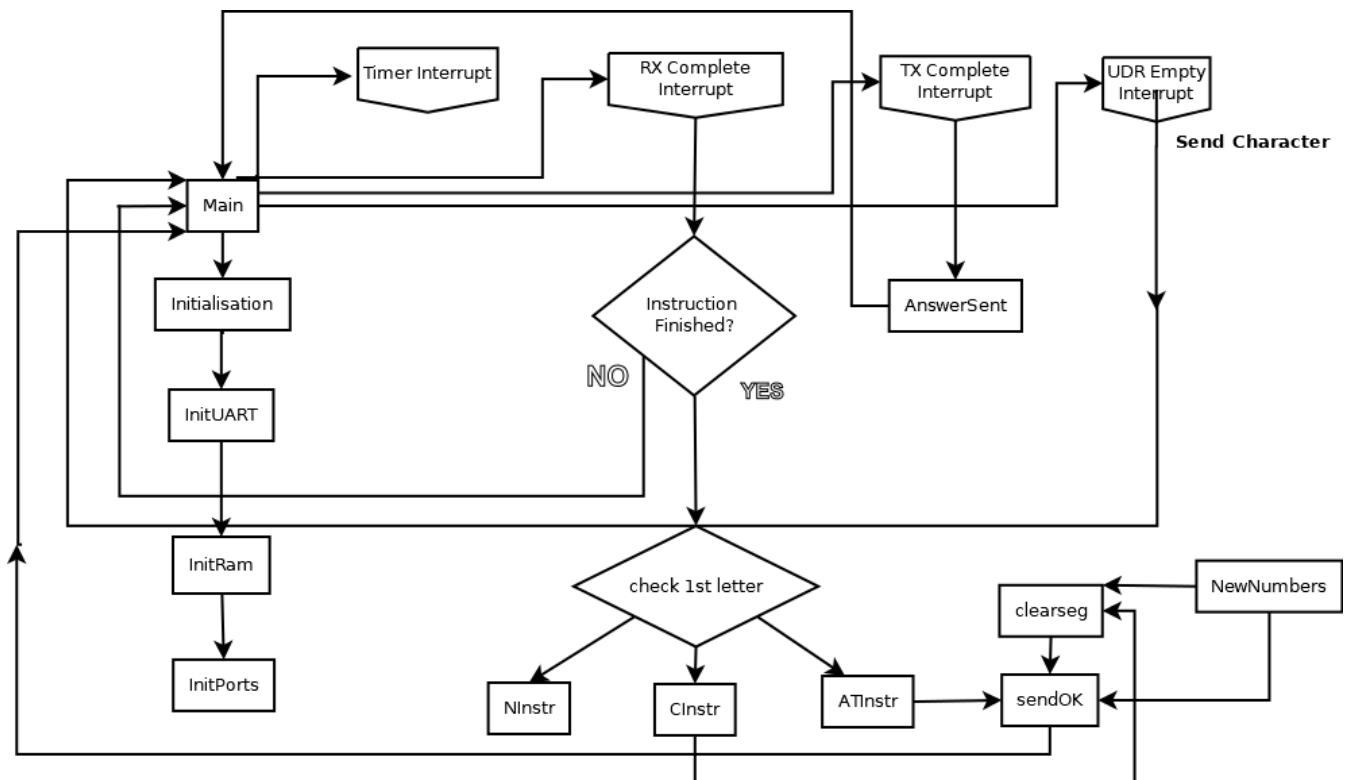 Timer Interrupt
RX Complete
Interrupt
TX Complete
Interrupt
UDR Empty
Interrupt
Send Character
Main
Initialisation
Instruction
Finished?
AnswerSent
NO
YES
InitUART
InitRam
check 1st letter
NewNumbers
clearseg
InitPorts
NInstr
CInstr
ATInstr
sendOK